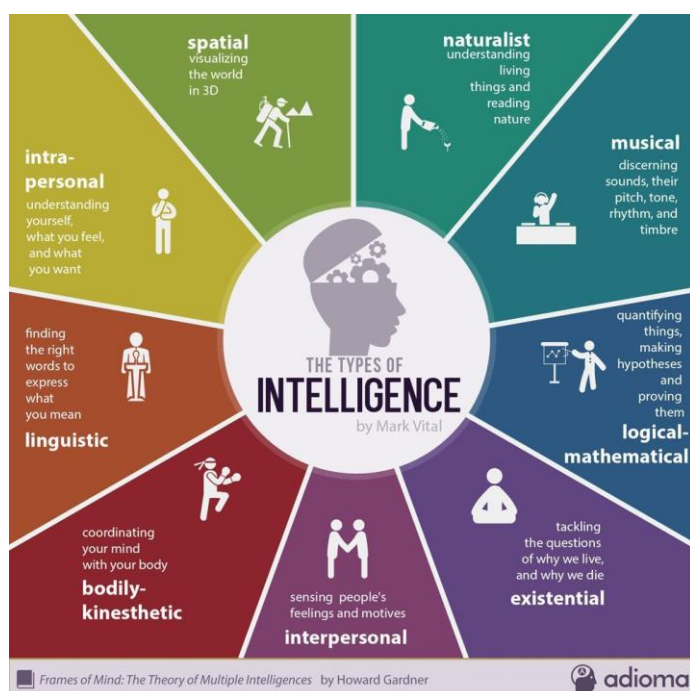 spatial
visualizing
the world
in 3D
naturalist
understanding
living
things and
reading
nature
musical
discerning
sounds, their
pitch, tone,
rhythm, and
timbre
quantifying
things,
making
hypotheses
and
proving
them
logical-
mathematical
tackling
the questions
of why we live,
and why we die
existential
sensing people's
feelings and motives
interpersonal
coordinating
your mind
with your body
bodily-
kinesthetic
finding
the right
words to
express
what
you mean
linguistic
intra-
personal
understanding
yourself,
what you feel,
and what
you want
THE TYPES OF
INTELLIGENCE
by Mark Vital
Frames of Mind: The Theory of Multiple Intelligences by Howard Gardner
adioma